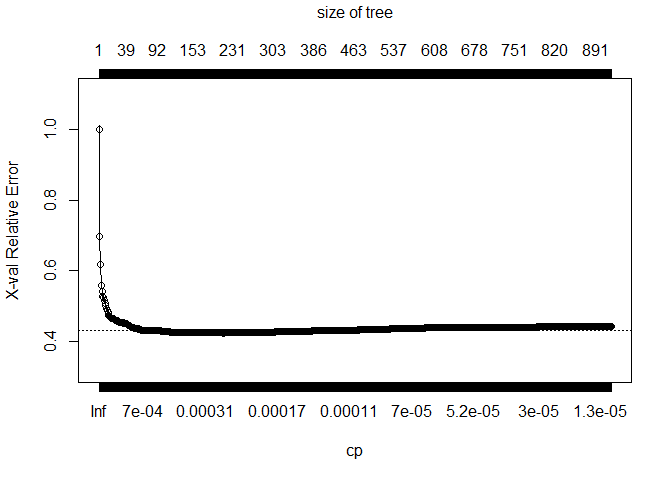 size of tree
1 39 92 153 231 303 386 463 537 608 678 751 820 891
X-val Relative Error
1.0
0.8
0.6
0.4
Inf 7e-04 0.00031 0.00017 0.00011 7e-05 5.2e-05 3e-05 1.3e-05
cp